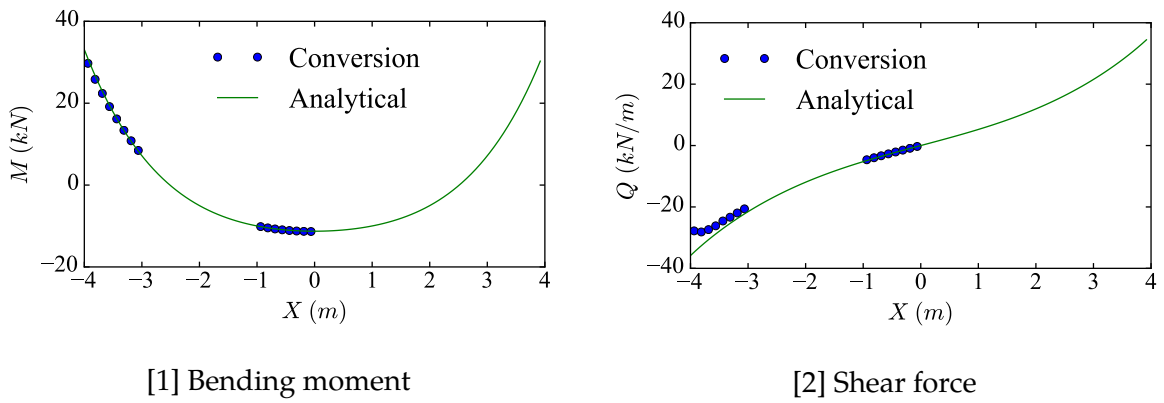 40
20
0
−20
−4 −3 −2 −1 0 1 2 3 4
M (kN)
X (m)
Conversion
Analytical
[1] Bending moment
40
20
0
−20
−40
−4 −3 −2 −1 0 1 2 3 4
Q (kN/m)
X (m)
Conversion
Analytical
[2] Shear force